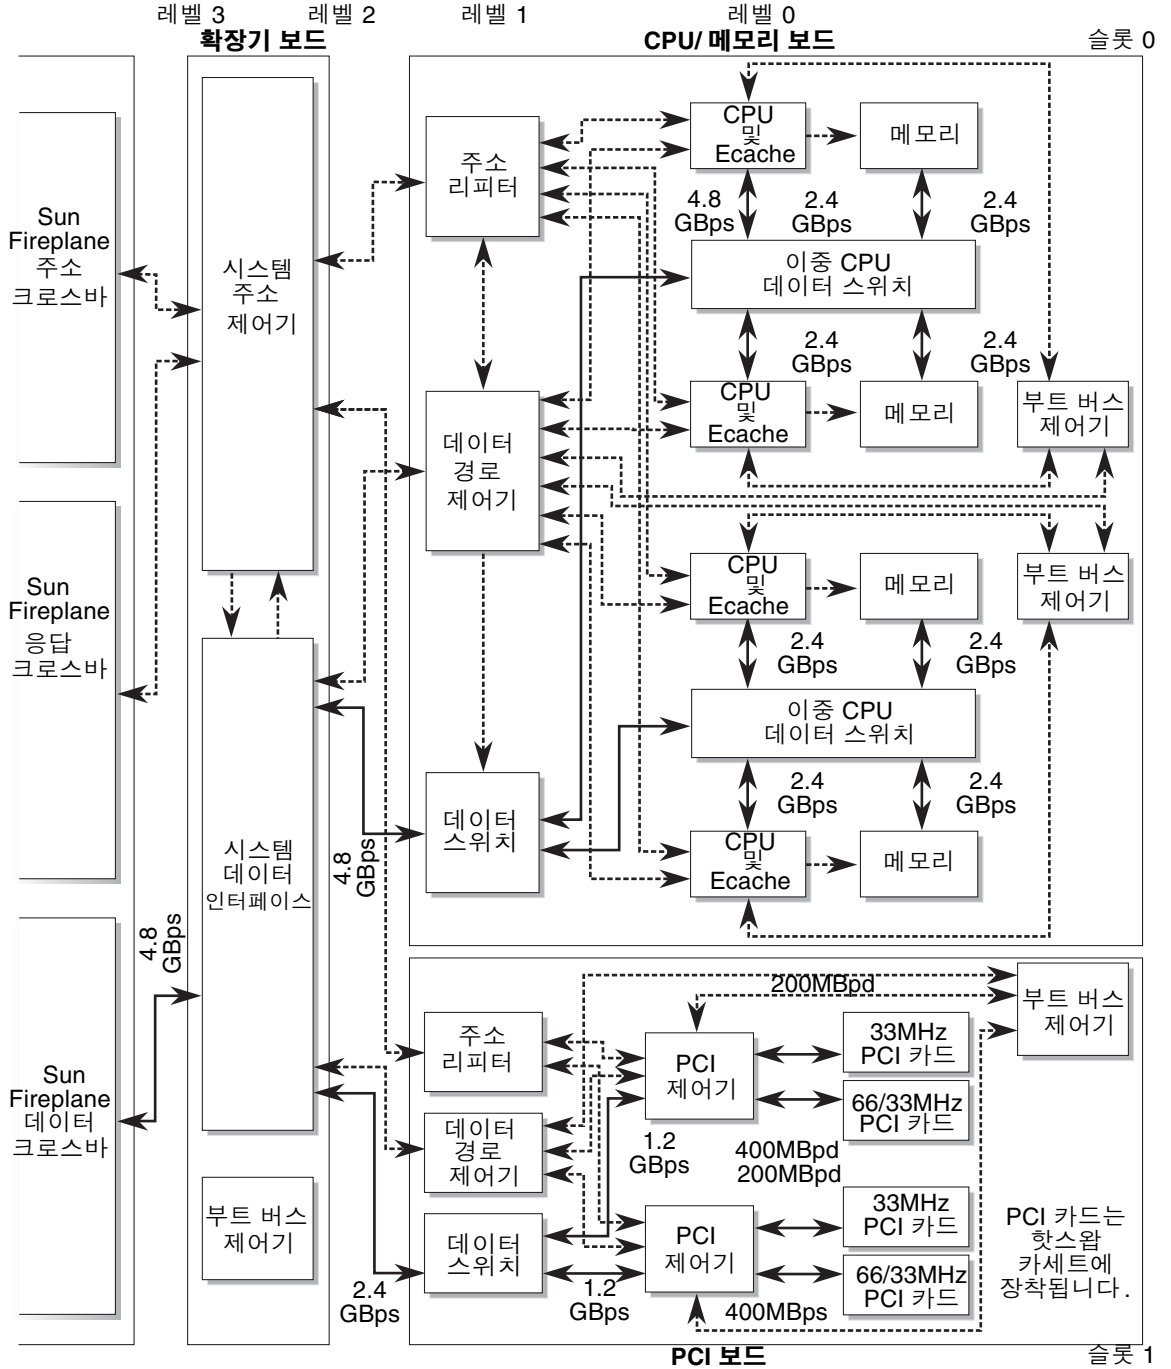 레벨 3
레벨 2
레벨 1
레벨 0
확장기 보드
CPU/ 메모리 보드
슬롯 0
Sun
Fireplane
주소
크로스바
Sun
Fireplane
응답
크로스바
Sun
Fireplane
데이터
크로스바
4.8
GBps
시스템
주소
제어기
시스템
데이터
인터페이스
부트 버스
제어기
4.8
GBps
2.4
GBps
주소
리피터
데이터
경로
제어기
데이터
스위치
CPU
및
Ecache
메모리
4.8
GBps
2.4
GBps
2.4
GBps
이중 CPU
데이터 스위치
2.4
GBps
2.4
GBps
CPU
및
Ecache
메모리
부트 버스
제어기
CPU
및
Ecache
메모리
부트 버스
제어기
2.4
GBps
2.4
GBps
이중 CPU
데이터 스위치
2.4
GBps
2.4
GBps
CPU
및
Ecache
메모리
200MBpd
부트 버스
제어기
주소
리피터
데이터
경로
제어기
데이터
스위치
PCI
제어기
33MHz
PCI 카드
66/33MHz
PCI 카드
1.2
GBps
400MBpd
200MBpd
PCI
제어기
33MHz
PCI 카드
66/33MHz
PCI 카드
1.2
GBps
400MBps
PCI 카드는
핫스왑
카세트에
장착됩니다.
PCI 보드
슬롯 1